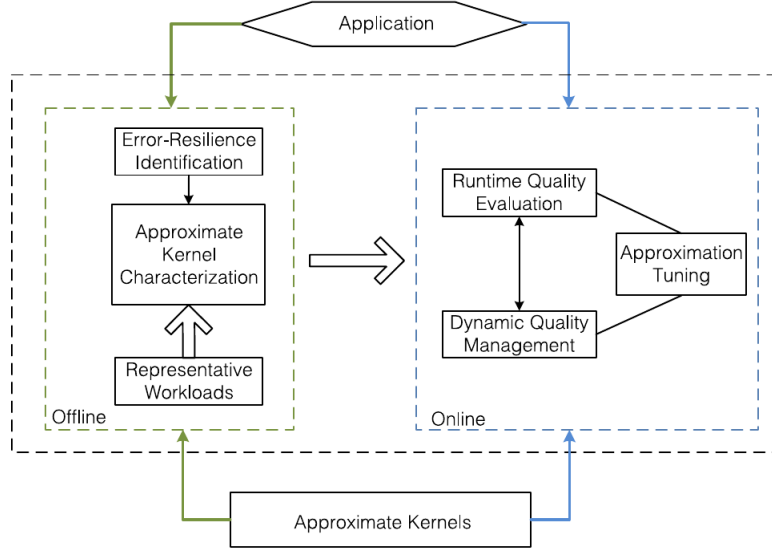 Application
Error-Resilience
Identification
Approximate
Kernel
Characterization
Representative
Workloads
Offline
Runtime Quality
Evaluation
Approximation
Tuning
Dynamic Quality
Management
Online
Approximate Kernels